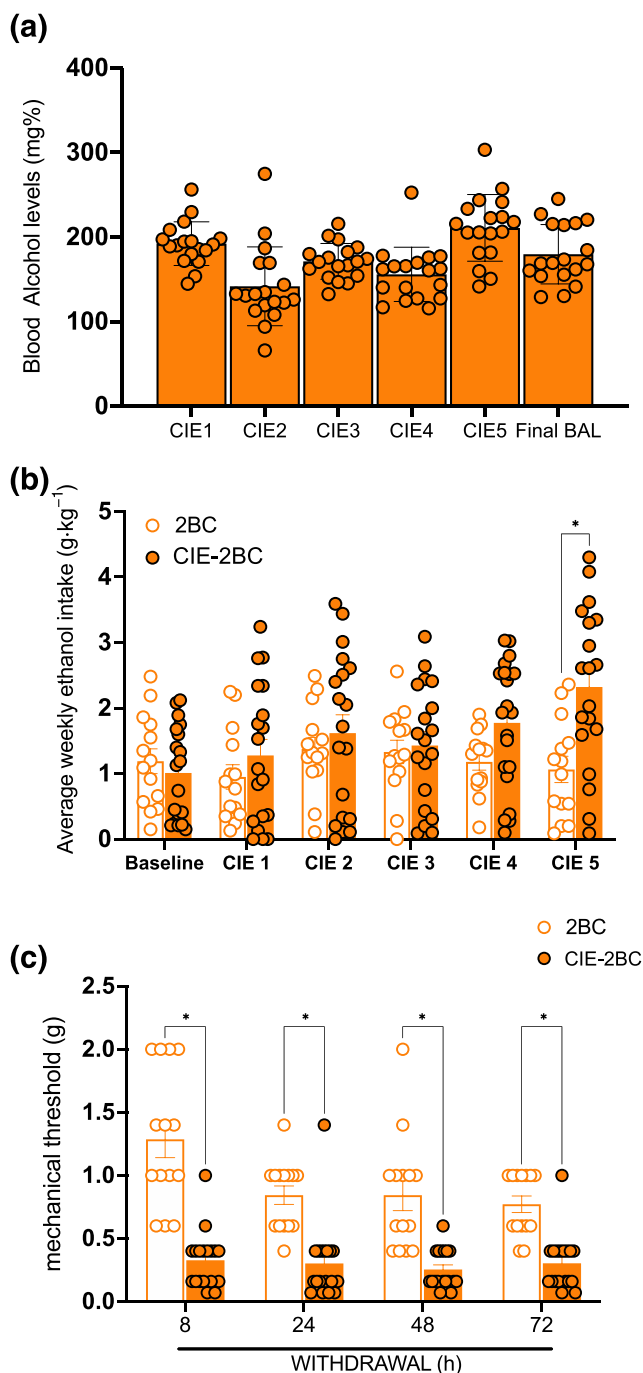 (a)
Blood Alcohol levels (mg%)
400
300
200
100
0
CIE1 CIE2 CIE3 CIE4 CIE5 Final BAL
(b)
2BC
CIE-2BC
*
Average weekly ethanol intake (g·kg⁻¹)
5
4
3
2
1
0
Baseline CIE 1 CIE 2 CIE 3 CIE 4 CIE 5
2BC
CIE-2BC
(c)
mechanical threshold (g)
2.5
2.0
1.5
1.0
0.5
0.0
* * * *
8 24 48 72
WITHDRAWAL (h)